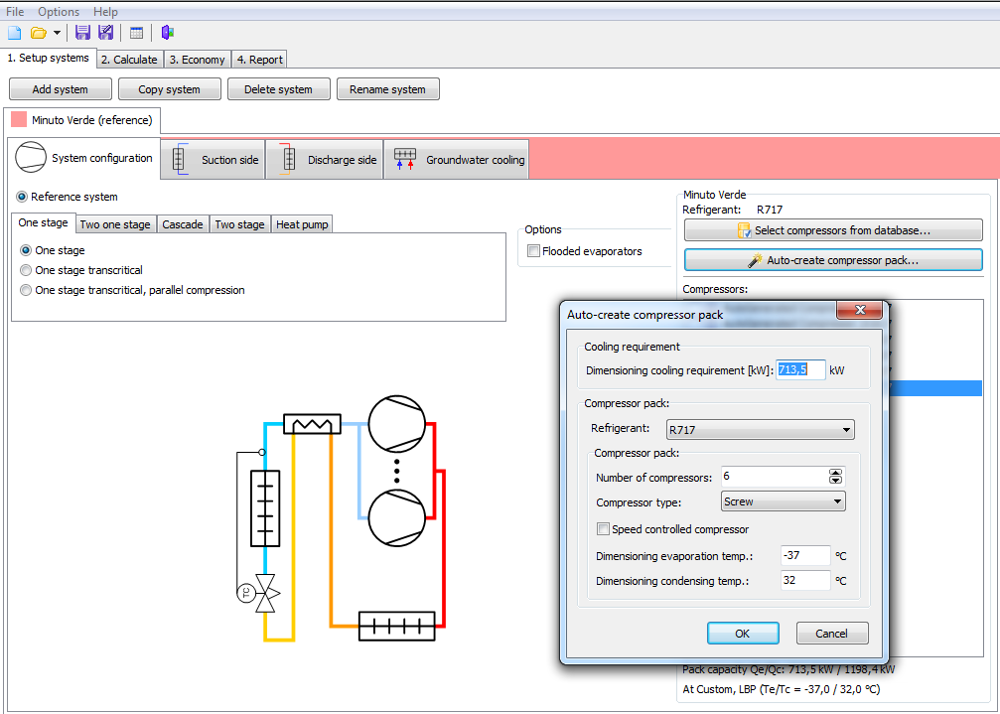 File Options Help
1. Setup systems 2. Calculate 3. Economy 4. Report
Add system Copy system Delete system Rename system
Minuto Verde (reference)
System configuration Suction side Discharge side Groundwater cooling
Reference system
One stage Two one stage Cascade Two stage Heat pump
One stage
One stage transcritical
One stage transcritical, parallel compression
Options
Flooded evaporators
Minuto Verde
Refrigerant: R717
Select compressors from database...
Auto-create compressor pack...
Compressors:
Auto-create compressor pack
Cooling requirement
Dimensioning cooling requirement [kW]: 713,5 kW
Compressor pack:
Refrigerant: R717
Compressor pack:
Number of compressors: 6
Compressor type: Screw
Speed controlled compressor
Dimensioning evaporation temp.: -37 °C
Dimensioning condensing temp.: 32 °C
OK Cancel
Pack capacity Qe/Qc: 713,5 kW / 1198,4 kW
At Custom, LBP (Te/Tc = -37,0 / 32,0 °C)
TC